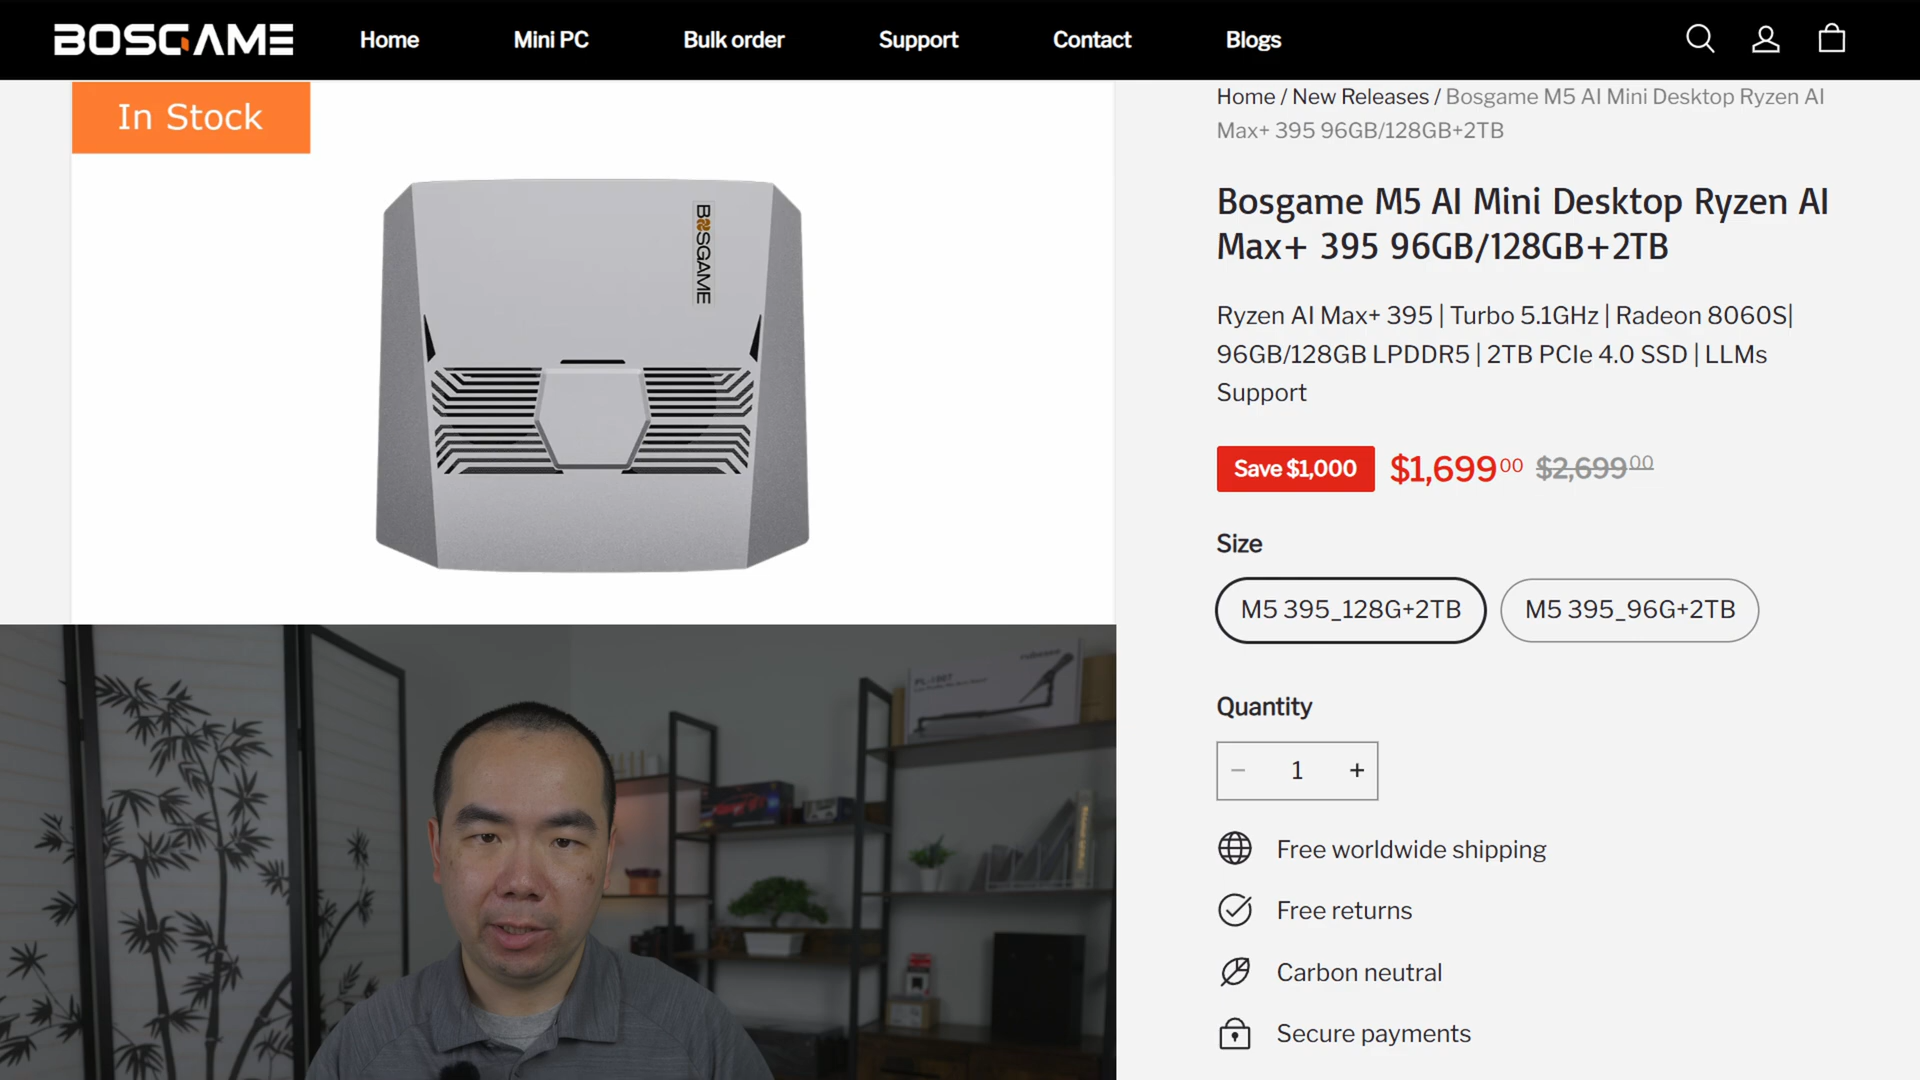 BOSGAME
Home
Mini PC
Bulk order
Support
Contact
Blogs
In Stock
BOSGAME
Home / New Releases / Bosgame M5 AI Mini Desktop Ryzen AI
Max+ 395 96GB/128GB+2TB
Bosgame M5 AI Mini Desktop Ryzen AI
Max+ 395 96GB/128GB+2TB
Ryzen AI Max+ 395 | Turbo 5.1GHz | Radeon 8060S|
96GB/128GB LPDDR5 | 2TB PCIe 4.0 SSD | LLMs
Support
Save $1,000 $1,699 00 $2,699 00
Size
M5 395_128G+2TB
M5 395_96G+2TB
Quantity
− 1 +
Free worldwide shipping
Free returns
Carbon neutral
Secure payments